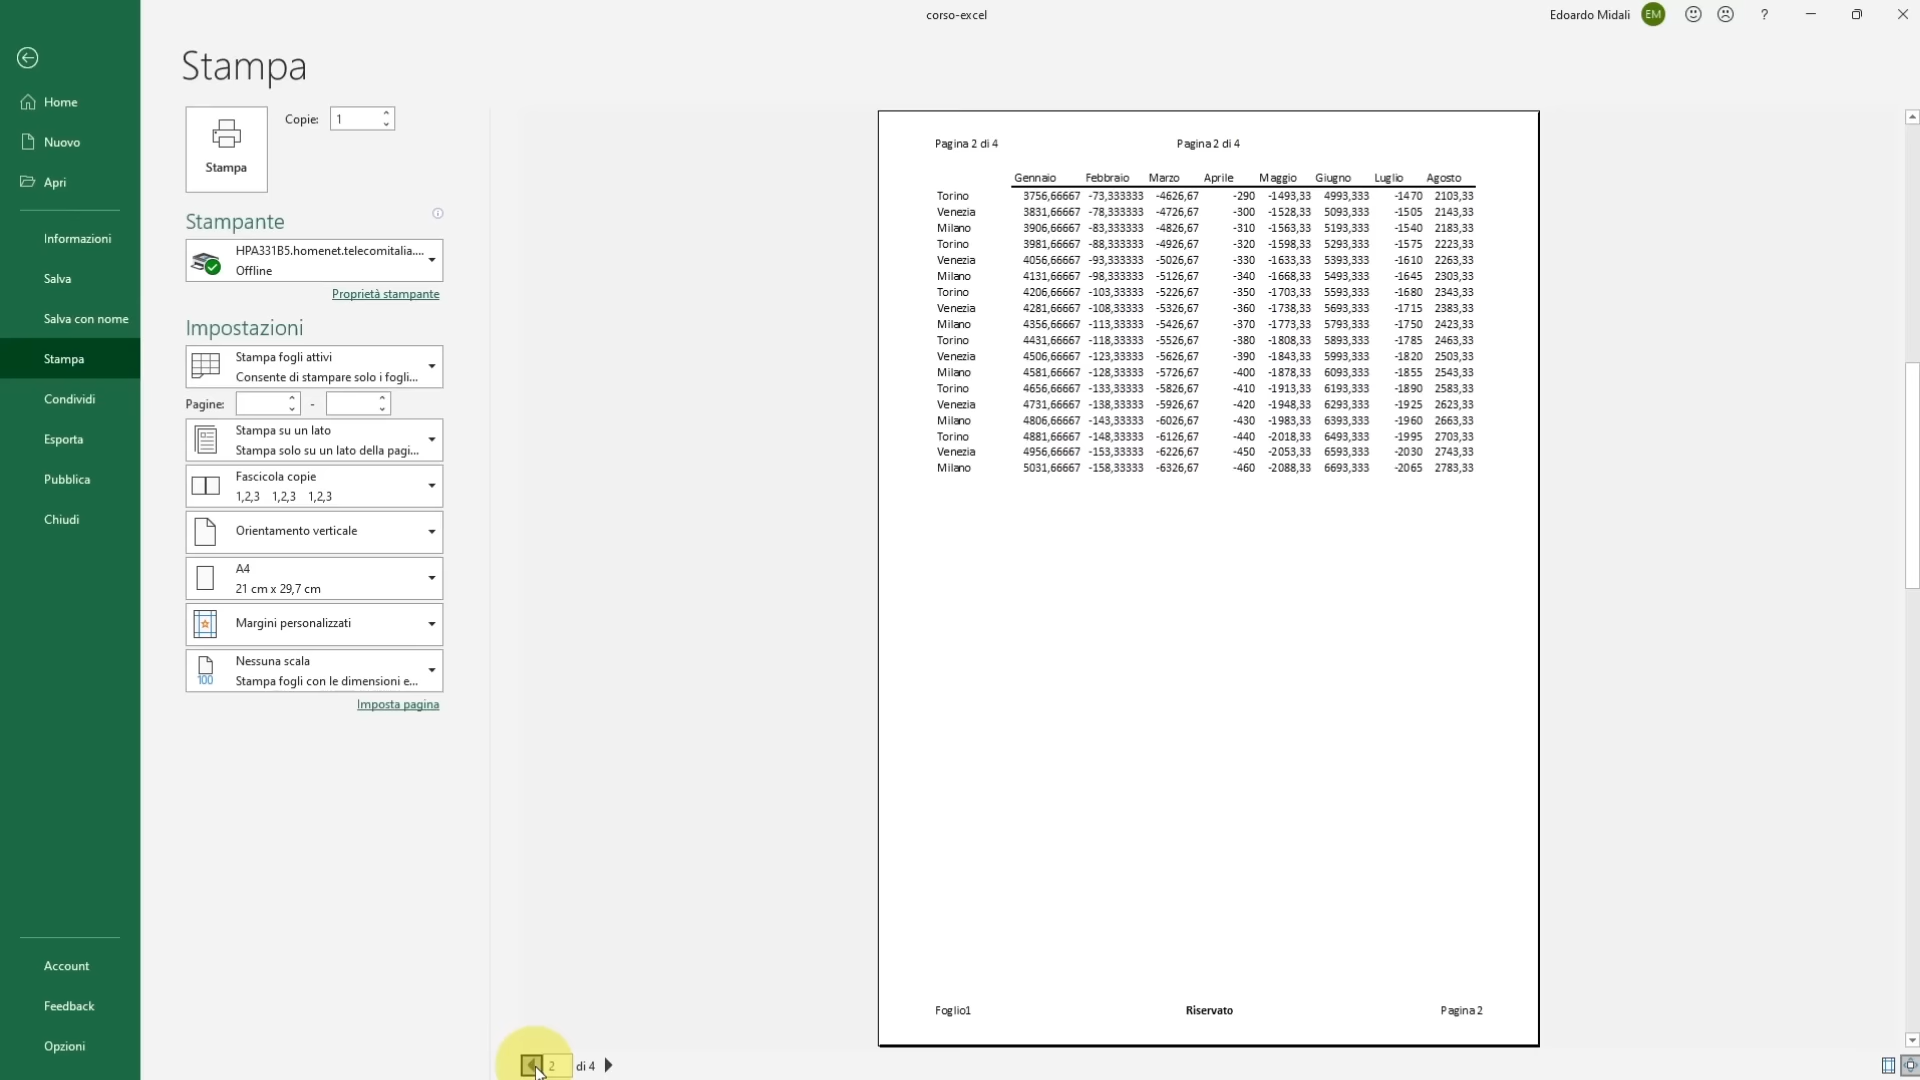 corso-excel
Edoardo Midali EM ?
Stampa
Home
Nuovo
Apri
Informazioni
Salva
Salva con nome
Stampa
Condividi
Esporta
Pubblica
Chiudi
Account
Feedback
Opzioni
Stampa
Copie: 1
Stampante
HPA331B5.homenet.telecomitalia....
Offline
Proprietà stampante
Impostazioni
Stampa fogli attivi
Consente di stampare solo i fogli...
Pagine: -
Stampa su un lato
Stampa solo su un lato della pagi...
Fascicola copie
1,2,3 1,2,3 1,2,3
Orientamento verticale
A4
21 cm x 29,7 cm
Margini personalizzati
100
Nessuna scala
Stampa fogli con le dimensioni e...
Imposta pagina
Pagina 2 di 4 Pagina 2 di 4
Gennaio Febbraio Marzo Aprile Maggio Giugno Luglio Agosto
Torino 3756,66667 -73,333333 -4626,67 -290 -1493,33 4993,333 -1470 2103,33
Venezia 3831,66667 -78,333333 -4726,67 -300 -1528,33 5093,333 -1505 2143,33
Milano 3906,66667 -83,333333 -4826,67 -310 -1563,33 5193,333 -1540 2183,33
Torino 3981,66667 -88,333333 -4926,67 -320 -1598,33 5293,333 -1575 2223,33
Venezia 4056,66667 -93,333333 -5026,67 -330 -1633,33 5393,333 -1610 2263,33
Milano 4131,66667 -98,333333 -5126,67 -340 -1668,33 5493,333 -1645 2303,33
Torino 4206,66667 -103,33333 -5226,67 -350 -1703,33 5593,333 -1680 2343,33
Venezia 4281,66667 -108,33333 -5326,67 -360 -1738,33 5693,333 -1715 2383,33
Milano 4356,66667 -113,33333 -5426,67 -370 -1773,33 5793,333 -1750 2423,33
Torino 4431,66667 -118,33333 -5526,67 -380 -1808,33 5893,333 -1785 2463,33
Venezia 4506,66667 -123,33333 -5626,67 -390 -1843,33 5993,333 -1820 2503,33
Milano 4581,66667 -128,33333 -5726,67 -400 -1878,33 6093,333 -1855 2543,33
Torino 4656,66667 -133,33333 -5826,67 -410 -1913,33 6193,333 -1890 2583,33
Venezia 4731,66667 -138,33333 -5926,67 -420 -1948,33 6293,333 -1925 2623,33
Milano 4806,66667 -143,33333 -6026,67 -430 -1983,33 6393,333 -1960 2663,33
Torino 4881,66667 -148,33333 -6126,67 -440 -2018,33 6493,333 -1995 2703,33
Venezia 4956,66667 -153,33333 -6226,67 -450 -2053,33 6593,333 -2030 2743,33
Milano 5031,66667 -158,33333 -6326,67 -460 -2088,33 6693,333 -2065 2783,33
Foglio1 Riservato Pagina 2
2 di 4